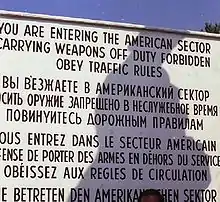 YOU ARE ENTERING THE AMERICAN SECTOR
CARRYING WEAPONS OFF DUTY FORBIDDEN
OBEY TRAFFIC RULES
ВЫ ВЪЕЗЖАЕТЕ В АМЕРИКАНСКИЙ СЕКТОР
НОСИТЬ ОРУЖИЕ ЗАПРЕЩЕНО В НЕСЛУЖЕБНОЕ ВРЕМЯ
ПОВИНУЙТЕСЬ ДОРОЖНЫМ ПРАВИЛАМ
VOUS ENTREZ DANS LE SECTEUR AMERICAIN
FENSE DE PORTER DES ARMES EN DEHORS DU SERVICE
OBÉISSEZ AUX REGLES DE CIRCULATION
SIE BETRETEN DEN AMERIKANISCHEN SEKTOR